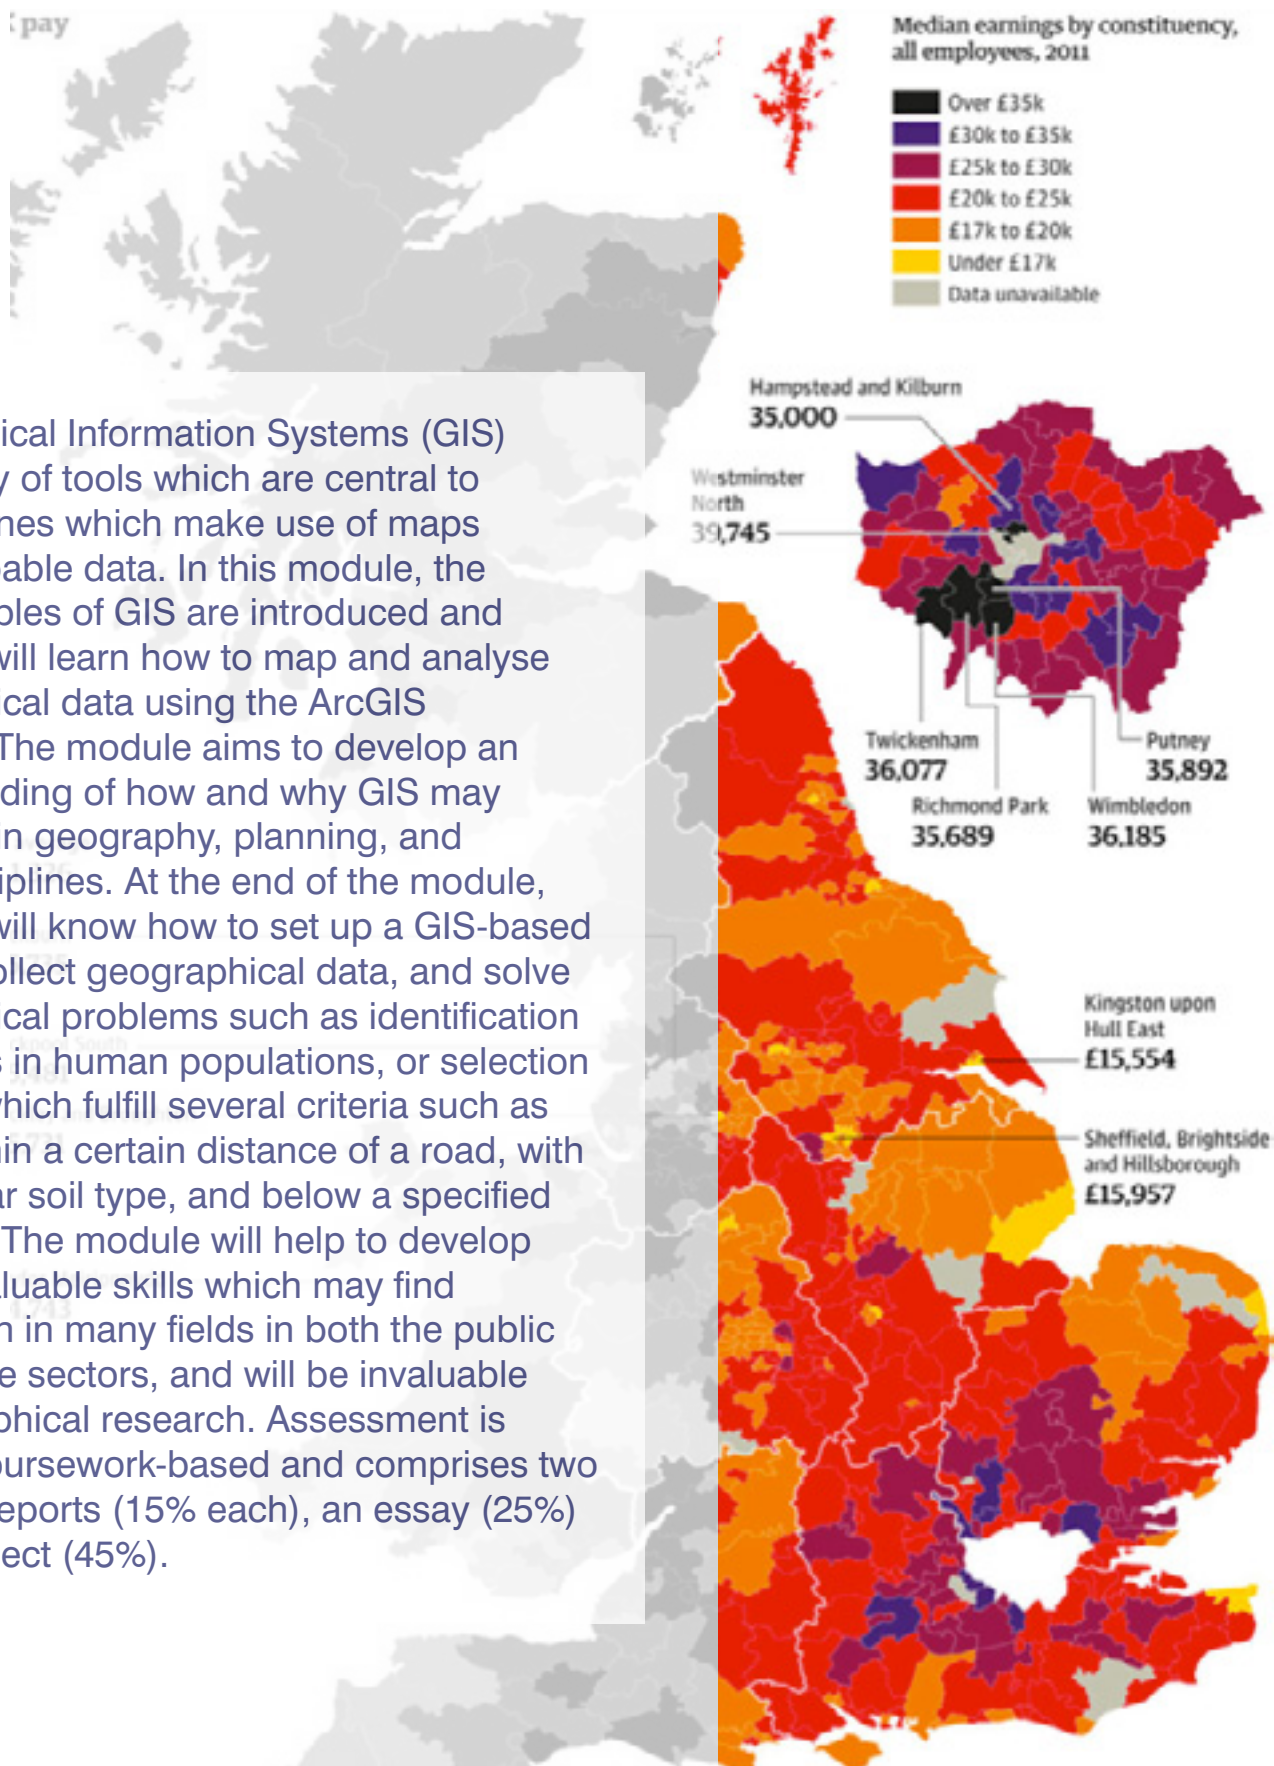 pay
Median earnings by constituency,
all employees, 2011
Over £35k
£30k to £35k
£25k to £30k
£20k to £25k
£17k to £20k
Under £17k
Data unavailable
Hampstead and Kilburn
35,000
Westminster
North
39,745
Twickenham
36,077
Richmond Park
35,689
Wimbledon
36,185
Putney
35,892
Kingston upon
Hull East
£15,554
Sheffield, Brightside
and Hillsborough
£15,957
ical Information Systems (GIS)
y of tools which are central to
nes which make use of maps
able data. In this module, the
ples of GIS are introduced and
will learn how to map and analyse
ical data using the ArcGIS
The module aims to develop an
ding of how and why GIS may
in geography, planning, and
iplines. At the end of the module,
will know how to set up a GIS-based
ollect geographical data, and solve
ical problems such as identification
s in human populations, or selection
which fulfill several criteria such as
in a certain distance of a road, with
ar soil type, and below a specified
The module will help to develop
aluable skills which may find
n in many fields in both the public
e sectors, and will be invaluable
phical research. Assessment is
oursework-based and comprises two
eports (15% each), an essay (25%)
ect (45%).
ckpool South
4,743